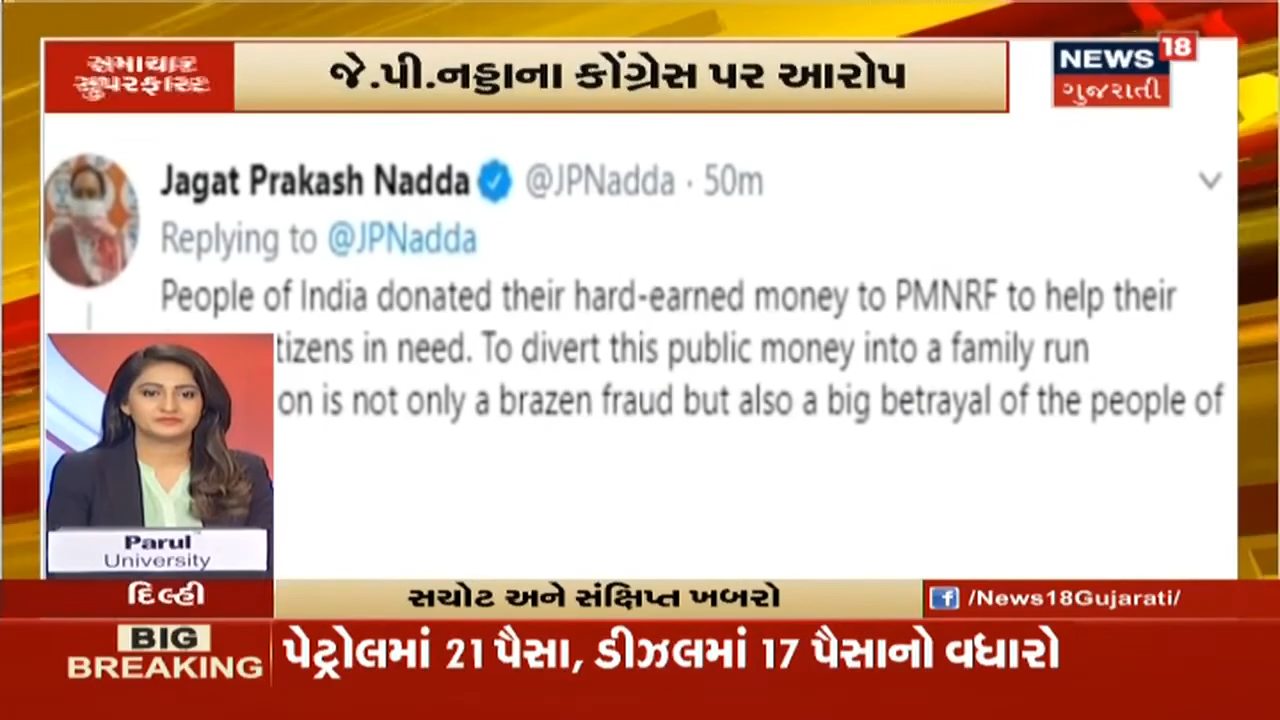 સમાચાર
સુપરફાસ્ટ
જે.પી.નડ્ડાના કોંગ્રેસ પર આરોપ
NEWS 18
ગુજરાતી
Jagat Prakash Nadda @JPNadda · 50m
Replying to @JPNadda
People of India donated their hard-earned money to PMNRF to help their
tizens in need. To divert this public money into a family run
on is not only a brazen fraud but also a big betrayal of the people of
Parul
University
દિલ્હી
સચોટ અને સંક્ષિપ્ત ખબરો
/News18Gujarati/
BIG
BREAKING
પેટ્રોલમાં 21 પૈસા, ડીઝલમાં 17 પૈસાનો વધારો